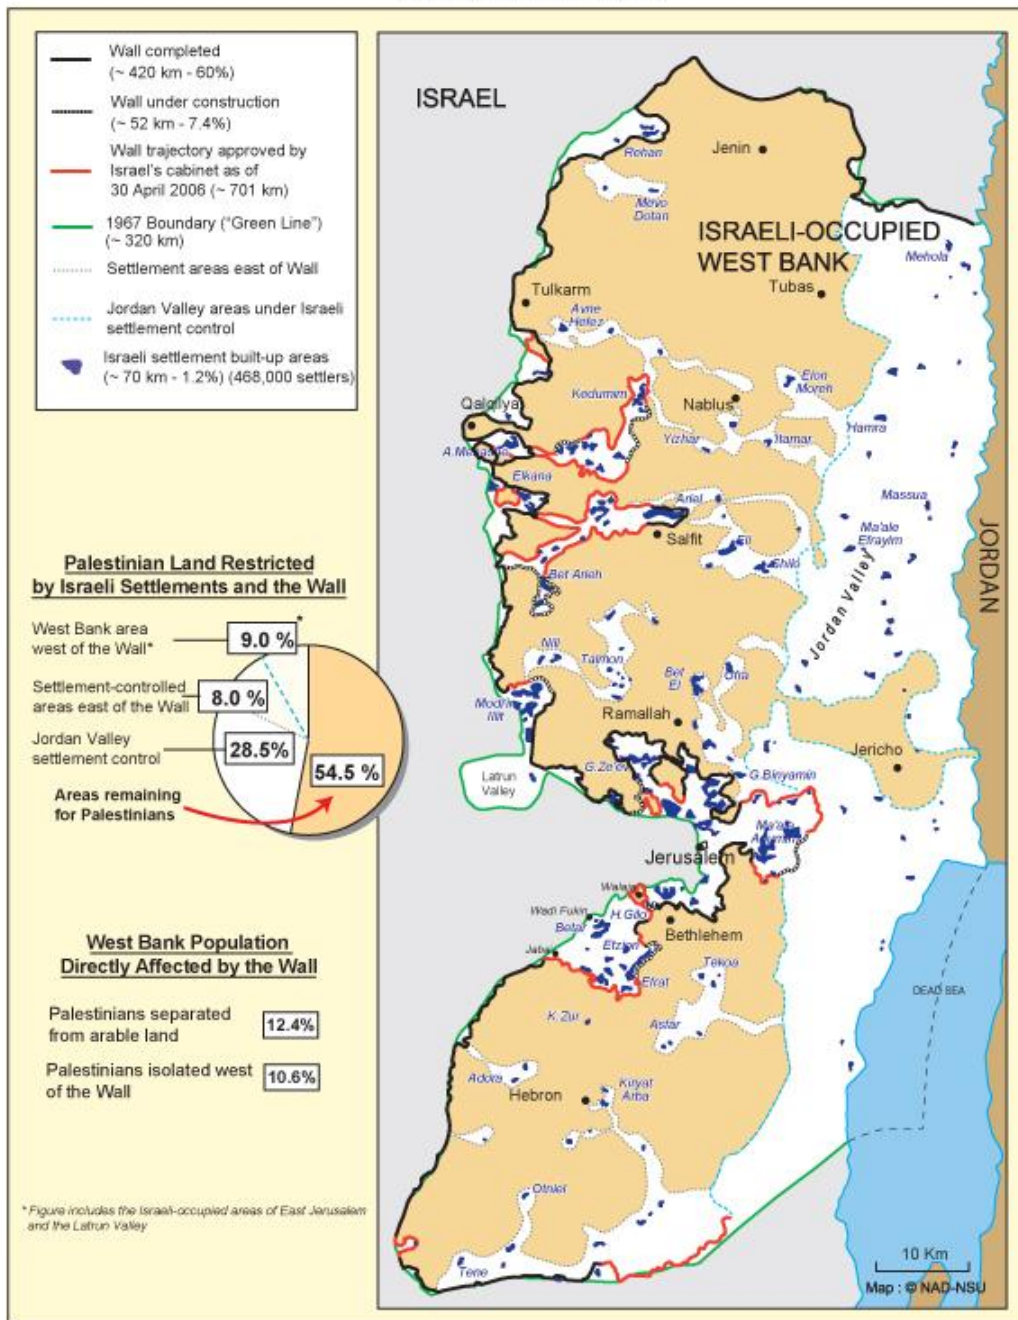 Wall completed
(~ 420 km - 60%)
Wall under construction
(~ 52 km - 7.4%)
Wall trajectory approved by
Israel's cabinet as of
30 April 2006 (~ 701 km)
1967 Boundary ("Green Line")
(~ 320 km)
Settlement areas east of Wall
Jordan Valley areas under Israeli
settlement control
Israeli settlement built-up areas
(~ 70 km - 1.2%) (468,000 settlers)
Palestinian Land Restricted
by Israeli Settlements and the Wall
West Bank area
west of the Wall*
9.0 %*
Settlement-controlled
areas east of the Wall
8.0 %
Jordan Valley
settlement control
28.5%
54.5 %
Areas remaining
for Palestinians
West Bank Population
Directly Affected by the Wall
Palestinians separated
from arable land
12.4%
Palestinians isolated west
of the Wall
10.6%
* Figure includes the Israeli-occupied areas of East Jerusalem
and the Latrun Valley
ISRAEL
Rehan
Jenin
Mevo
Dotan
ISRAELI-OCCUPIED
WEST BANK
Mehola
Tubas
Tulkarm
Avne
Hefez
Kedumim
Elon
Moreh
Nablus
Qalqilya
Yizhar
Itamar
Hamra
Elkana
Ariel
Massua
Salfit
Eli
Ma'ale
Efrayim
Shilo
Bet Arieh
Jordan Valley
JORDAN
Nili
Talmon
Bet
El
Ofra
Modi'in
Illit
Ramallah
Jericho
G.Ze'ev
G.Binyamin
Latrun
Valley
Ma'ale
Adumim
Jerusalem
Walaja
Wadi Fukin
H.Gilo
Betar
Bethlehem
Etzion
Jaba
Tekoa
Efrat
DEAD SEA
K.Zur
Asfar
Adora
Kiryat
Arba
Hebron
Otniel
Tene
10 Km
Map : © NAD-NSU